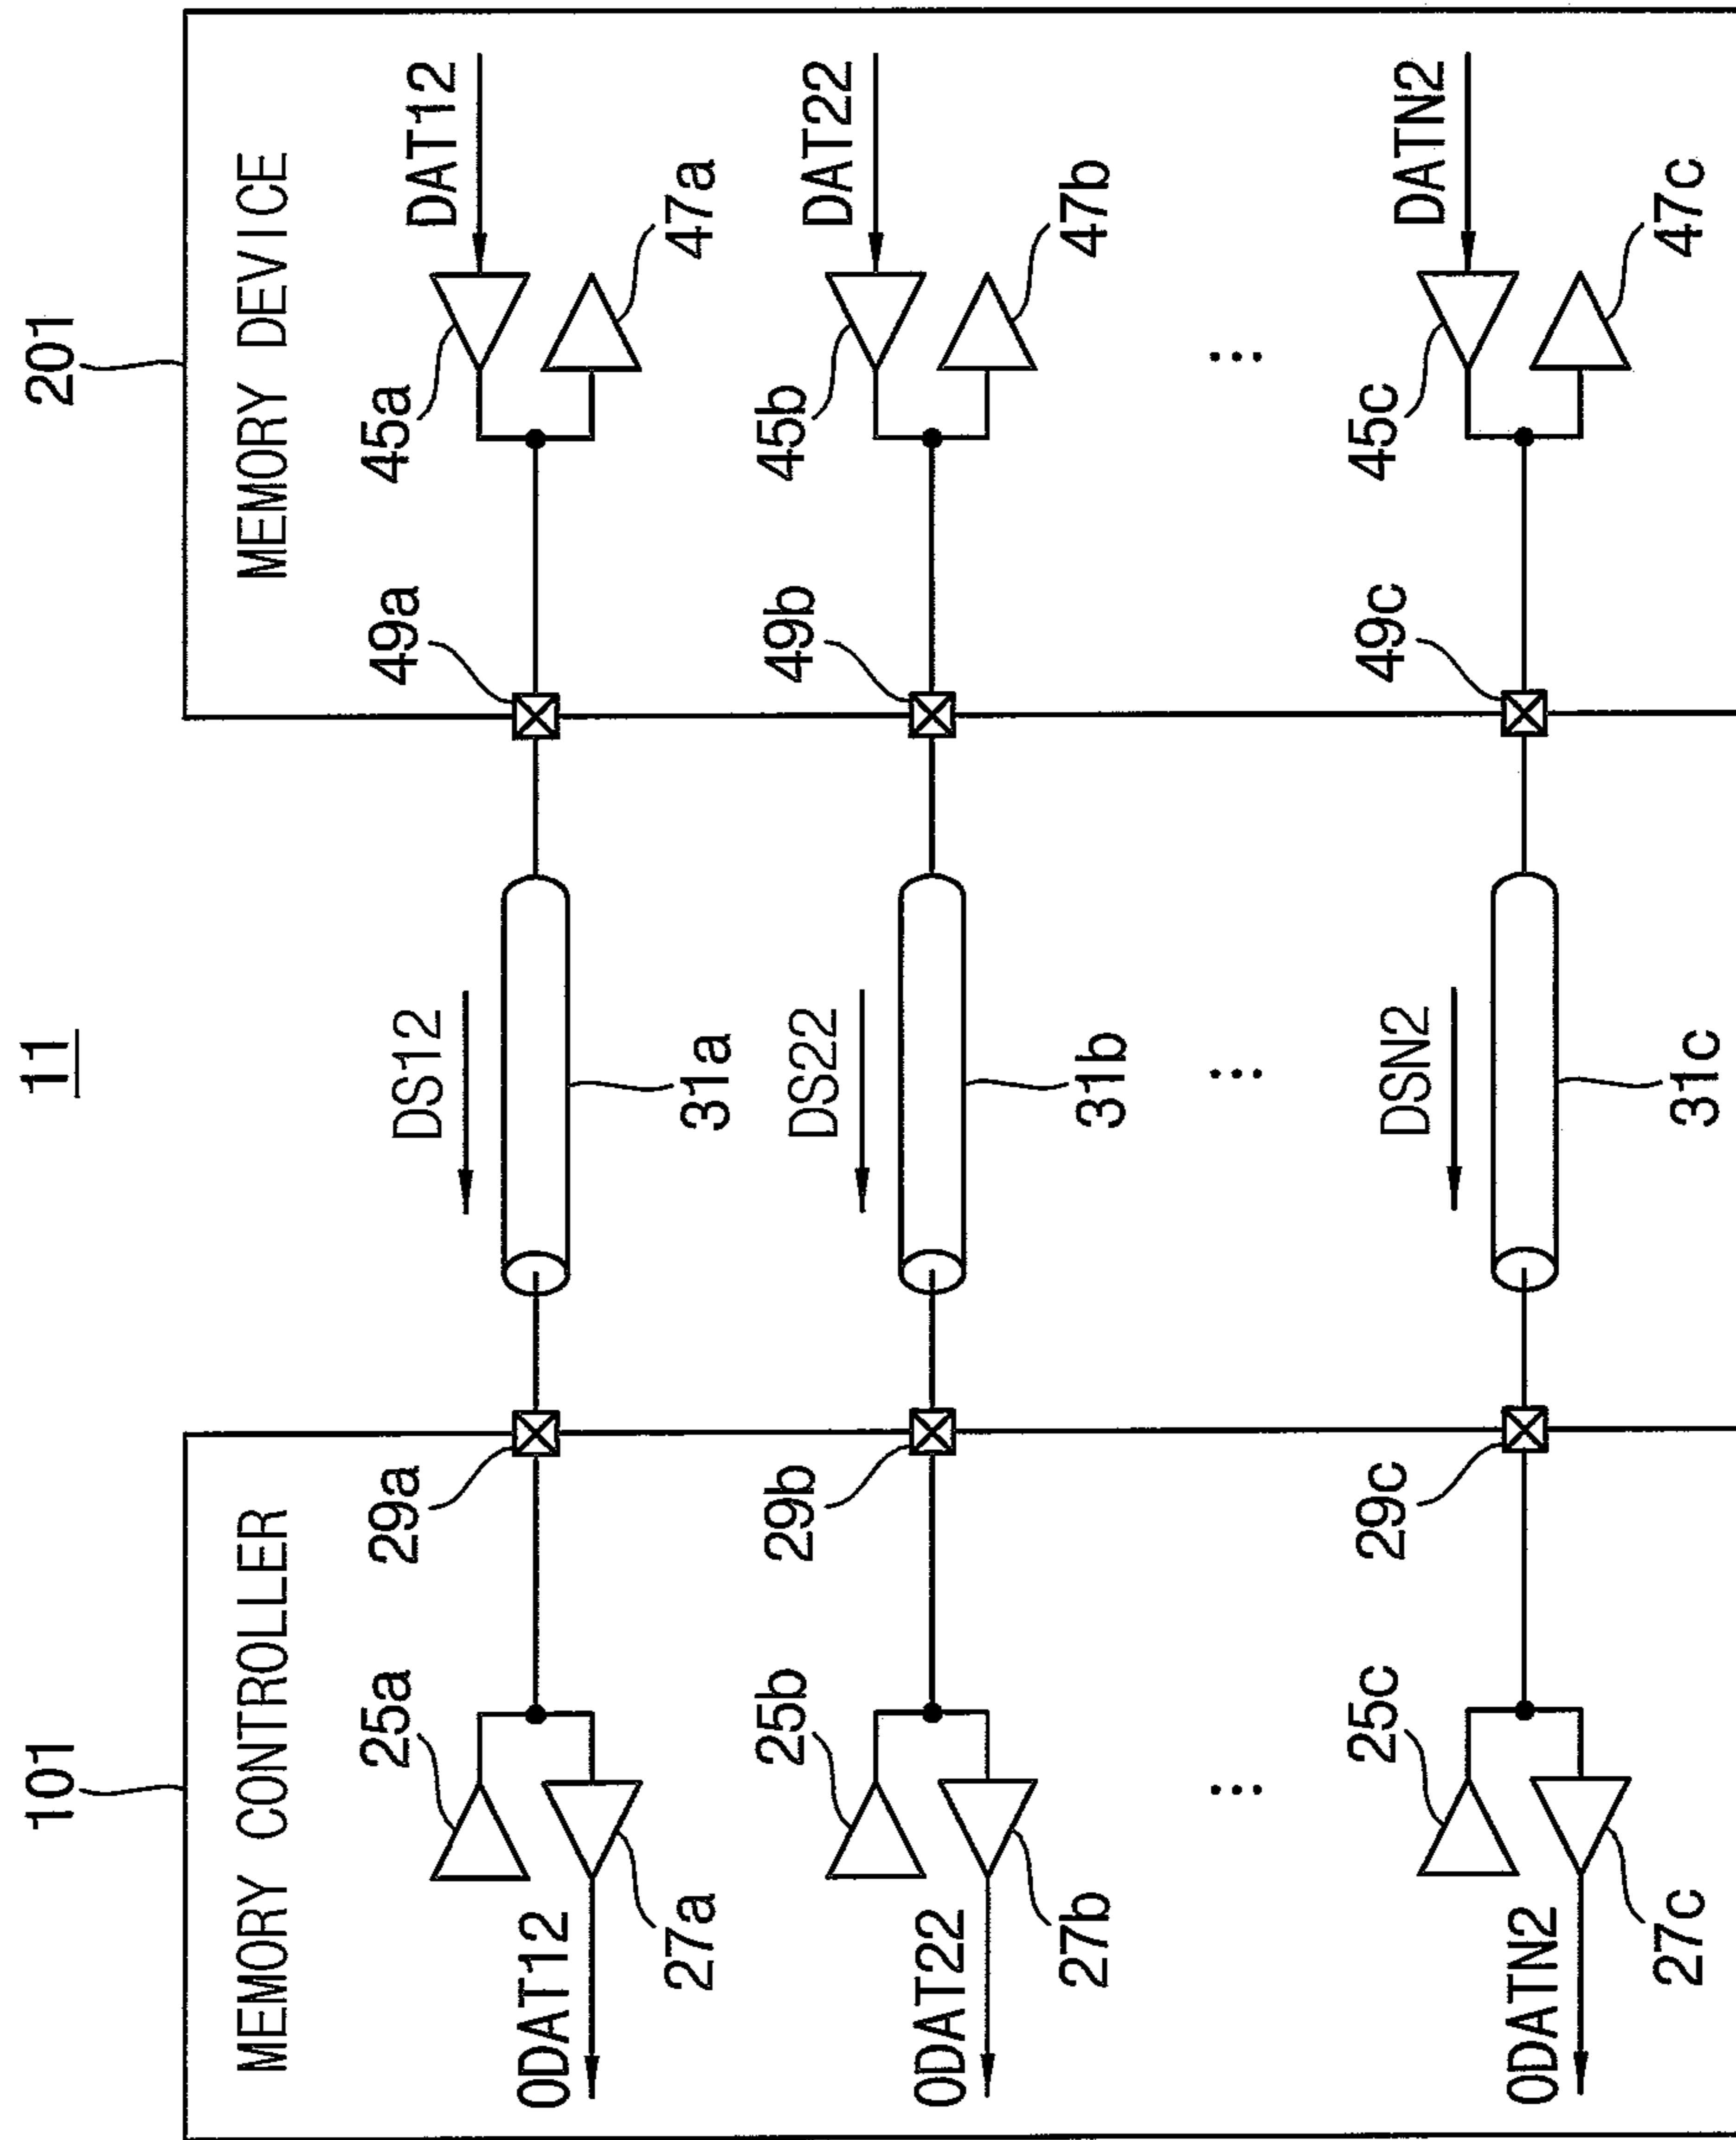 11
101
201
MEMORY CONTROLLER
MEMORY DEVICE
25a
29a
DS12
49a
45a
DAT12
ODAT12
27a
31a
47a
25b
29b
DS22
49b
45b
DAT22
ODAT22
27b
31b
47b
25c
29c
DSN2
49c
45c
DATN2
ODATN2
27c
31c
47c